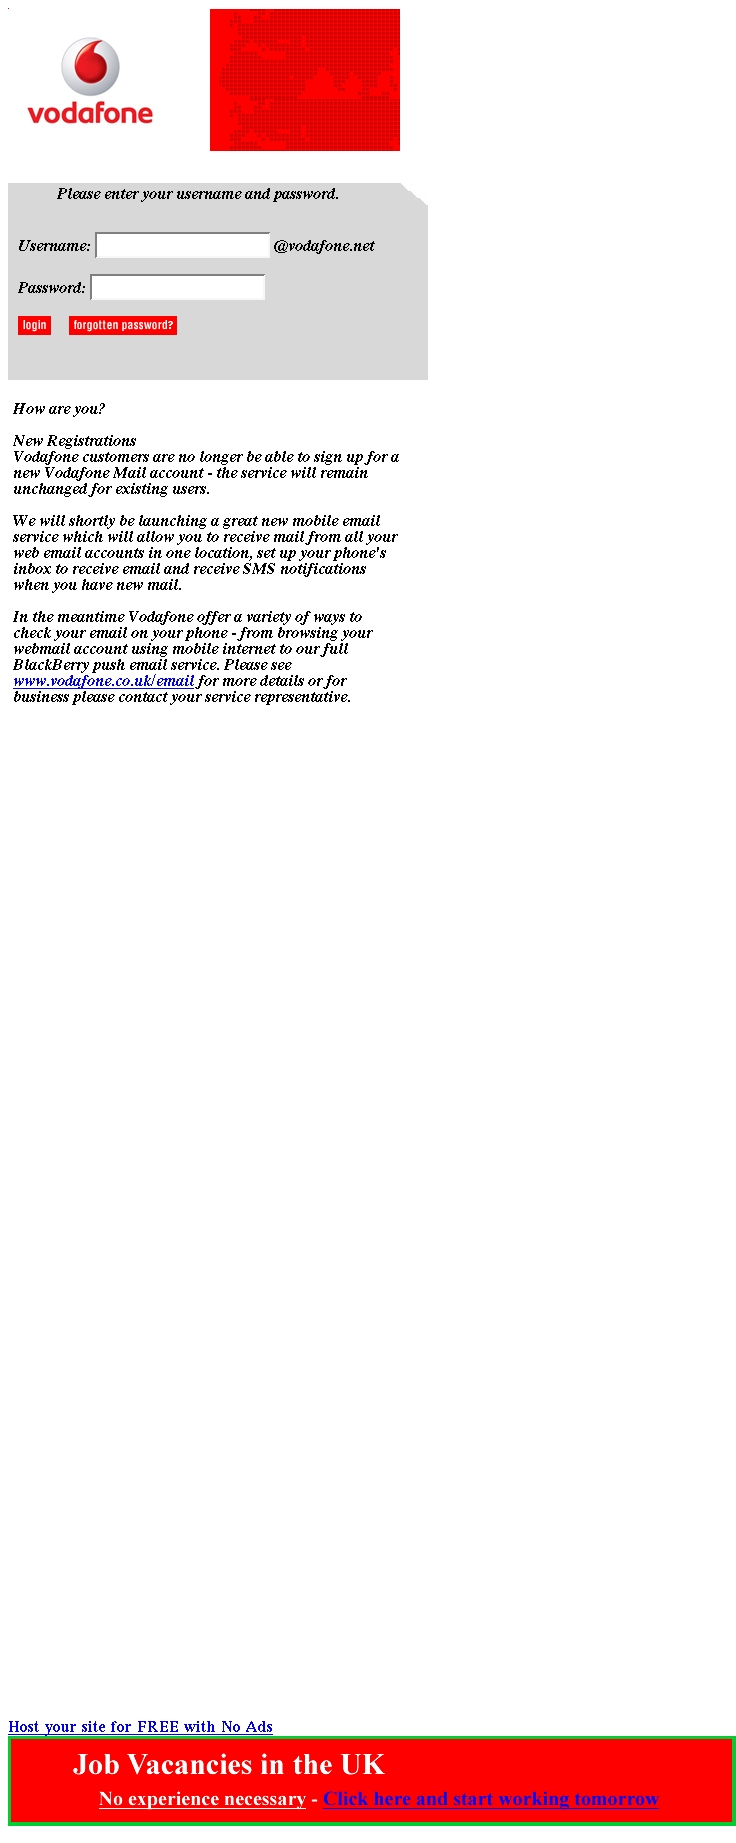 vodafone
Please enter your username and password.
Username: @vodafone.net
Password:
login forgotten password?
How are you?
New Registrations
Vodafone customers are no longer be able to sign up for a
new Vodafone Mail account - the service will remain
unchanged for existing users.
We will shortly be launching a great new mobile email
service which will allow you to receive mail from all your
web email accounts in one location, set up your phone's
inbox to receive email and receive SMS notifications
when you have new mail.
In the meantime Vodafone offer a variety of ways to
check your email on your phone - from browsing your
webmail account using mobile internet to our full
BlackBerry push email service. Please see
www.vodafone.co.uk/email for more details or for
business please contact your service representative.
Host your site for FREE with No Ads
Job Vacancies in the UK
No experience necessary - Click here and start working tomorrow